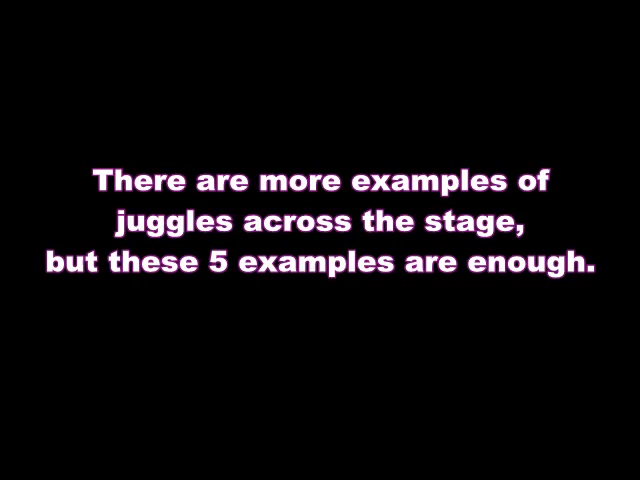 There are more examples of
juggles across the stage,
but these 5 examples are enough.